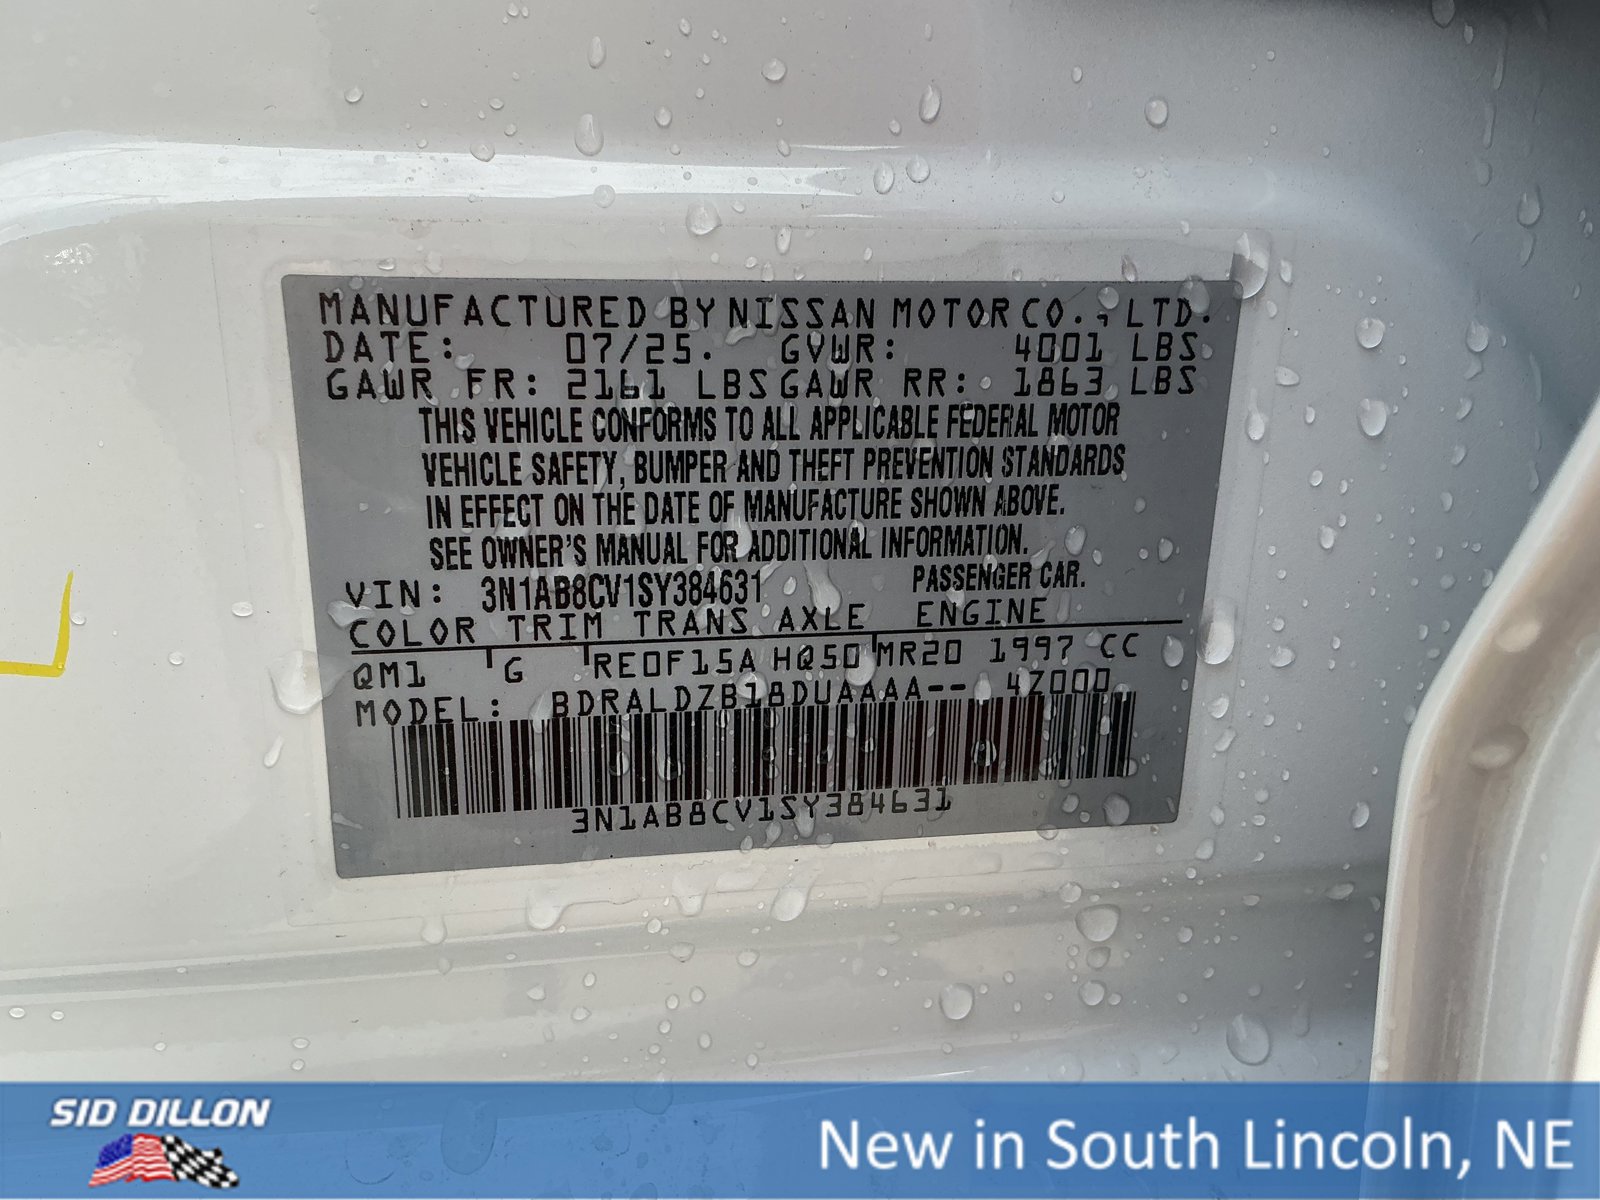 MANUFACTURED BY NISSAN MOTOR CO., LTD.
DATE: 07/25. GVWR: 4001 LBS
GAWR FR: 2161 LBS GAWR RR: 1863 LBS
THIS VEHICLE CONFORMS TO ALL APPLICABLE FEDERAL MOTOR
VEHICLE SAFETY, BUMPER AND THEFT PREVENTION STANDARDS
IN EFFECT ON THE DATE OF MANUFACTURE SHOWN ABOVE.
SEE OWNER'S MANUAL FOR ADDITIONAL INFORMATION.
VIN: 3N1AB8CV1SY384631 PASSENGER CAR.
COLOR TRIM TRANS AXLE ENGINE
QM1 G RE0F15A HQ50 MR20 1997 CC
MODEL: BDRALDZB18DUAAAA-- 4Z000
3N1AB8CV1SY384631
SID DILLON
New in South Lincoln, NE